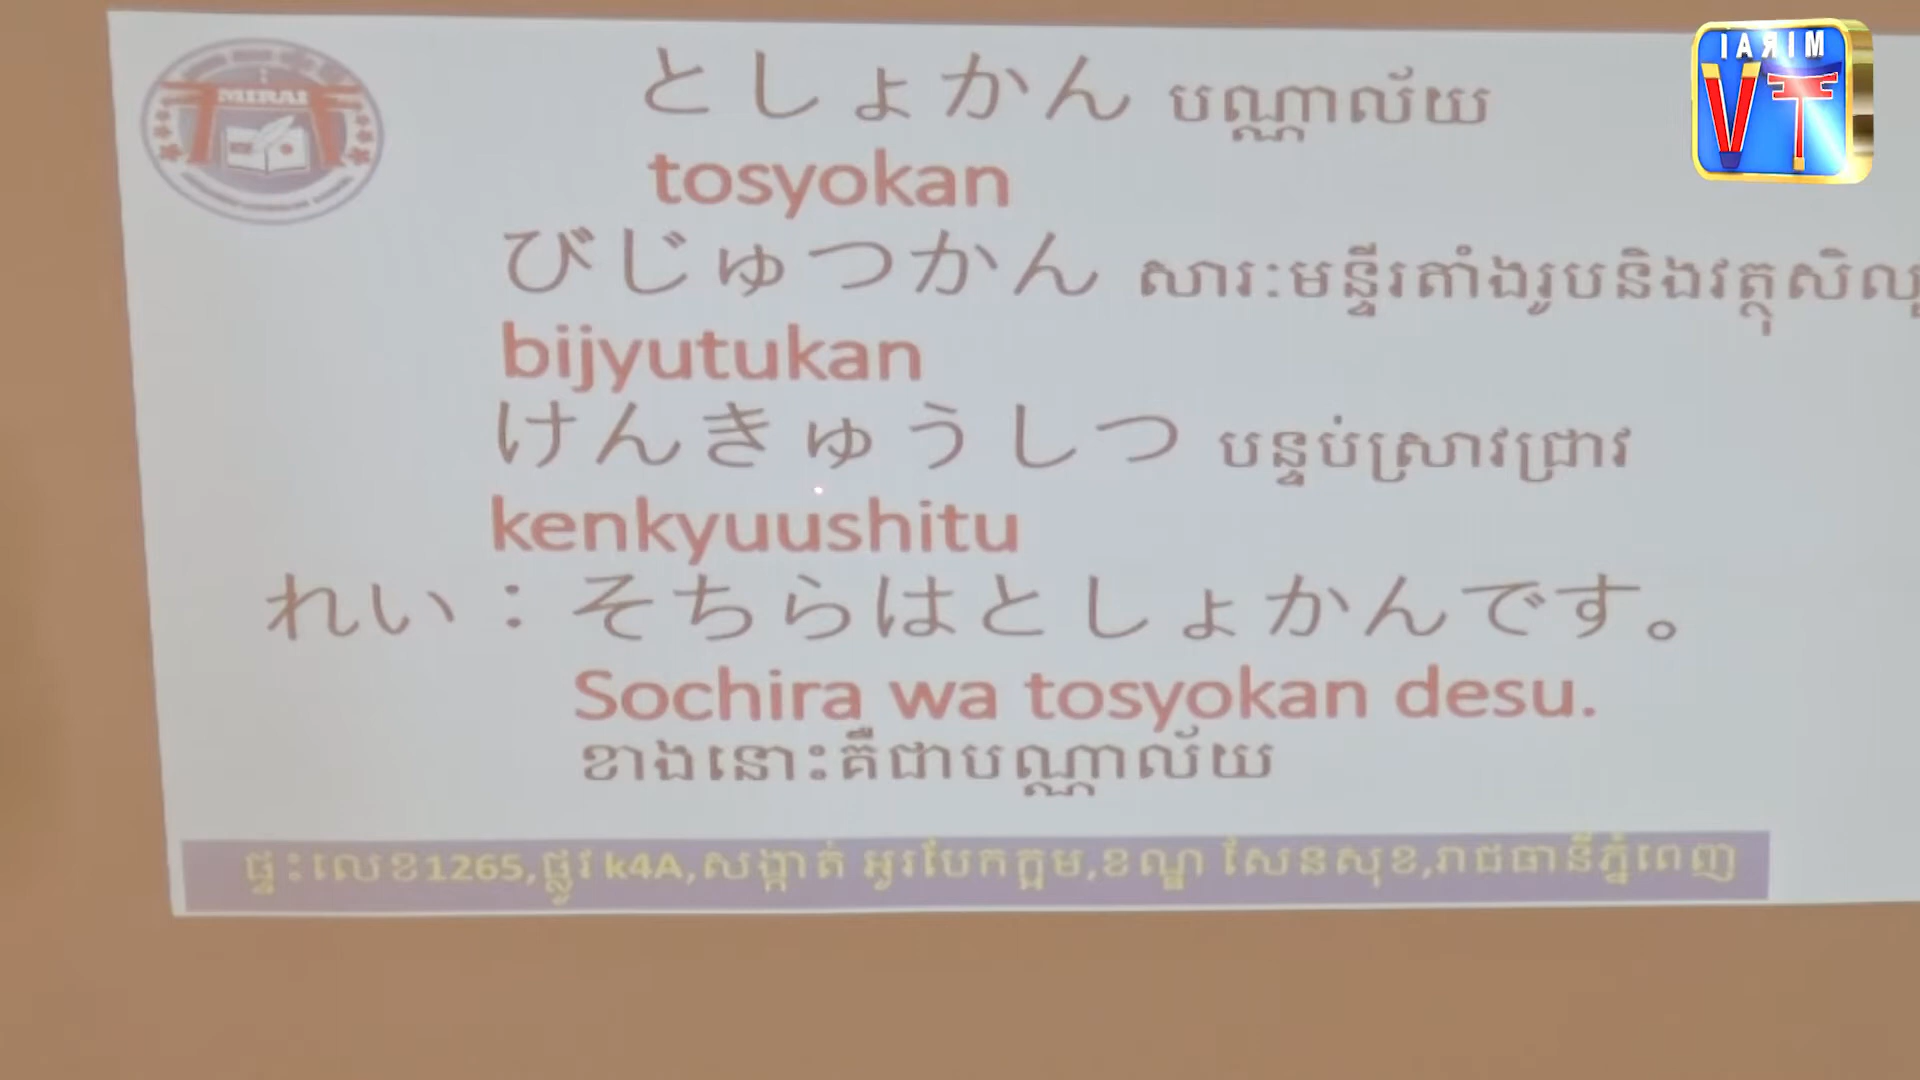 MIRAI
IARIM
VT
としょかん បណ្ណាល័យ
tosyokan
びじゅつかん សារៈមន្ទីរតាំងរូបនិងវត្ថុសិល្បៈ
bijyutukan
けんきゅうしつ បន្ទប់ស្រាវជ្រាវ
kenkyuushitu
れい：そちらはとしょかんです。
Sochira wa tosyokan desu.
ខាងនោះគឺជាបណ្ណាល័យ
ផ្ទះលេខ1265,ផ្លូវ k4A,សង្កាត់ អូរបែកក្អម,ខណ្ឌ សែនសុខ,រាជធានីភ្នំពេញ